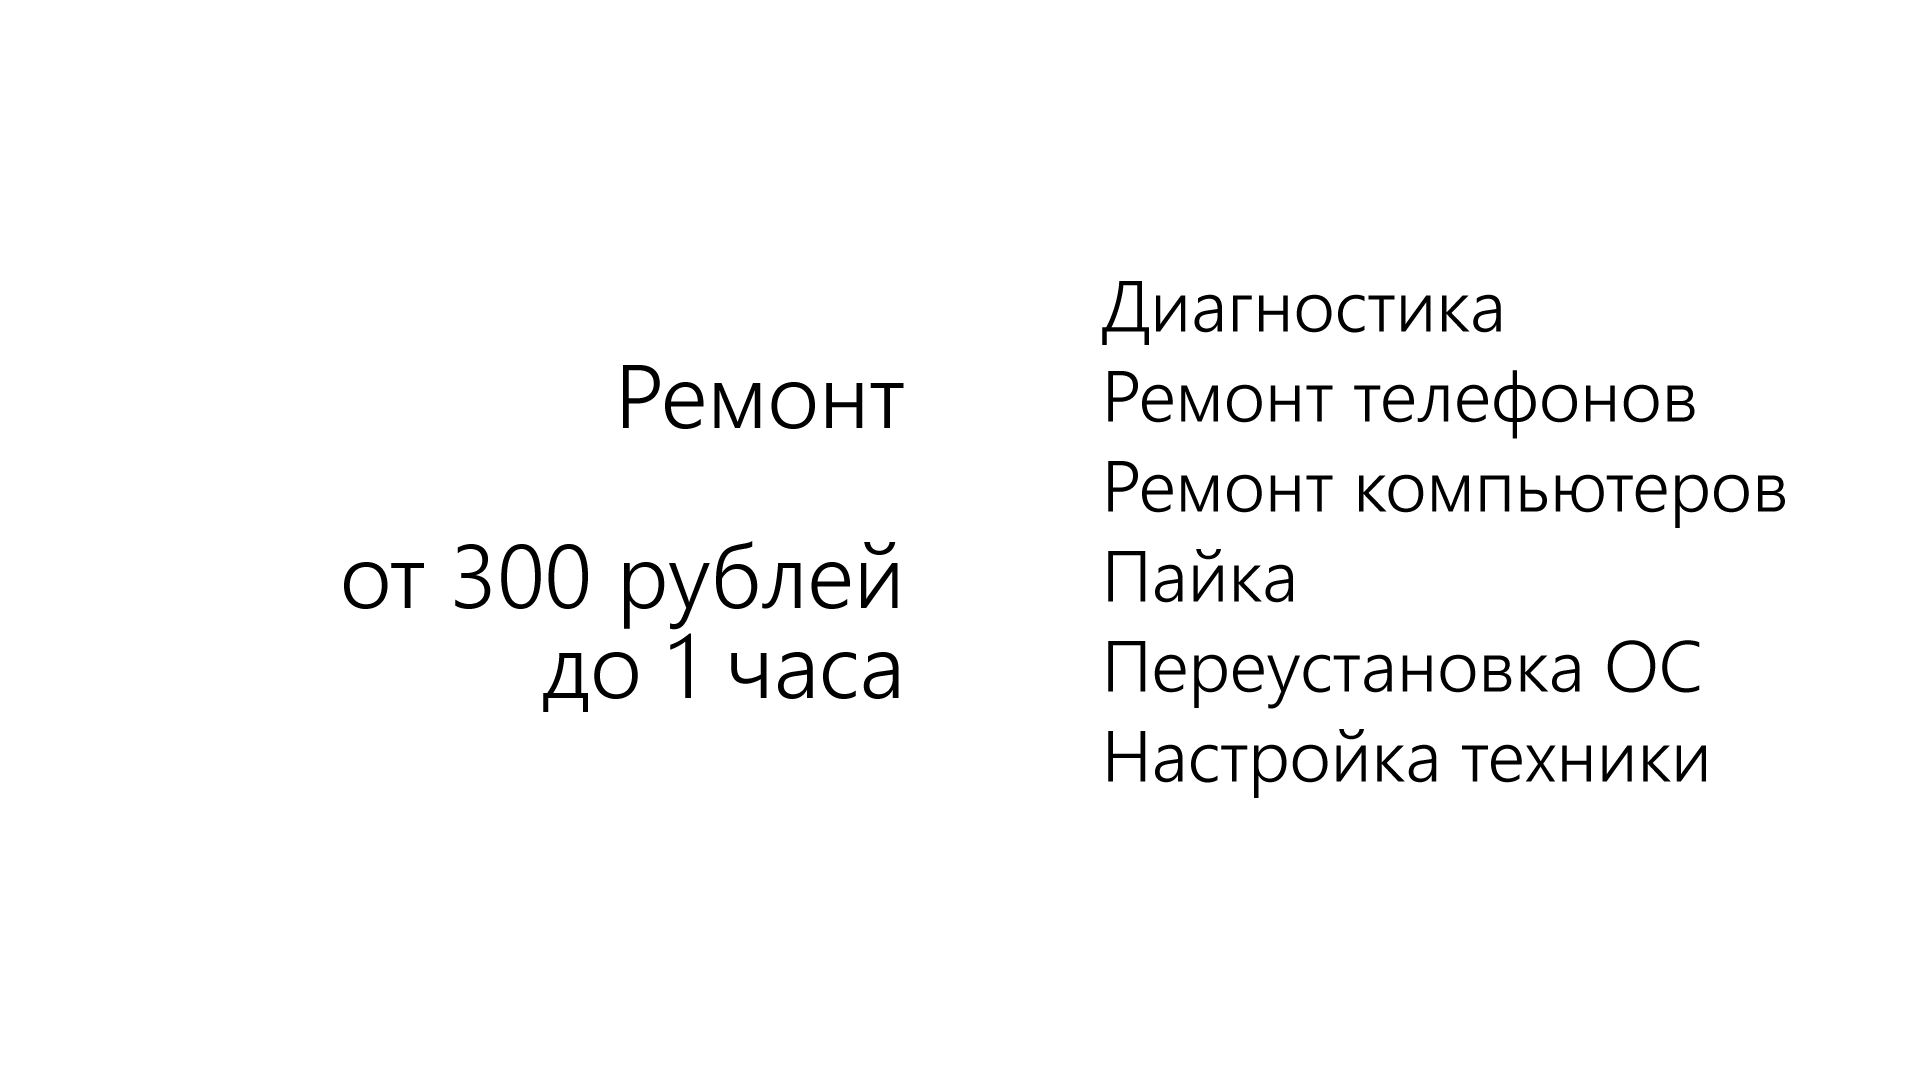 Ремонт
от 300 рублей
до 1 часа
Диагностика
Ремонт телефонов
Ремонт компьютеров
Пайка
Переустановка ОС
Настройка техники